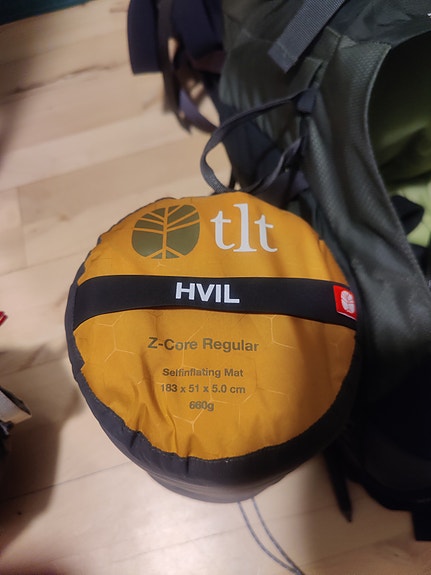 tlt
HVIL
Z-Core Regular
Selfinflating Mat
183 x 51 x 5.0 cm
660g